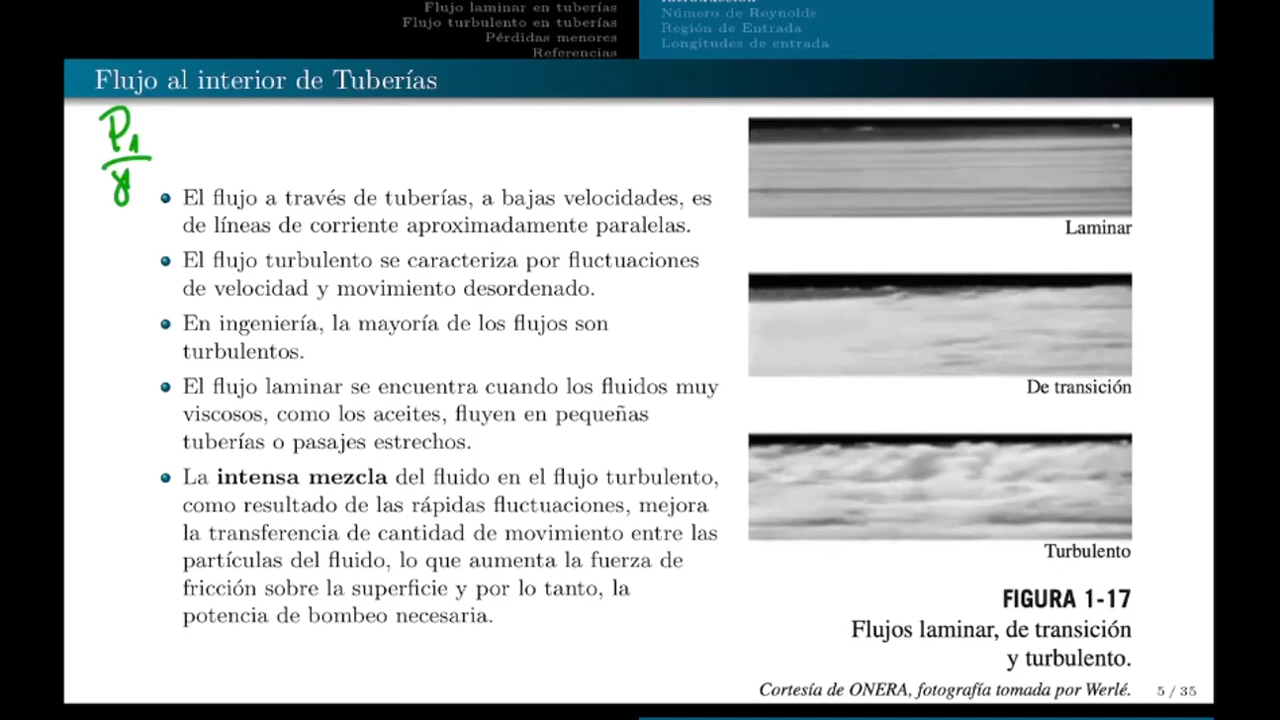 Flujo laminar en tuberías
Flujo turbulento en tuberías
Pérdidas menores
Referencias
Introducción
Número de Reynolds
Región de Entrada
Longitudes de entrada
Flujo al interior de Tuberías
P1
γ
El flujo a través de tuberías, a bajas velocidades, es
de líneas de corriente aproximadamente paralelas.
El flujo turbulento se caracteriza por fluctuaciones
de velocidad y movimiento desordenado.
En ingeniería, la mayoría de los flujos son
turbulentos.
El flujo laminar se encuentra cuando los fluidos muy
viscosos, como los aceites, fluyen en pequeñas
tuberías o pasajes estrechos.
La intensa mezcla del fluido en el flujo turbulento,
como resultado de las rápidas fluctuaciones, mejora
la transferencia de cantidad de movimiento entre las
partículas del fluido, lo que aumenta la fuerza de
fricción sobre la superficie y por lo tanto, la
potencia de bombeo necesaria.
Laminar
De transición
Turbulento
FIGURA 1-17
Flujos laminar, de transición
y turbulento.
Cortesía de ONERA, fotografía tomada por Werlé.
5 / 35